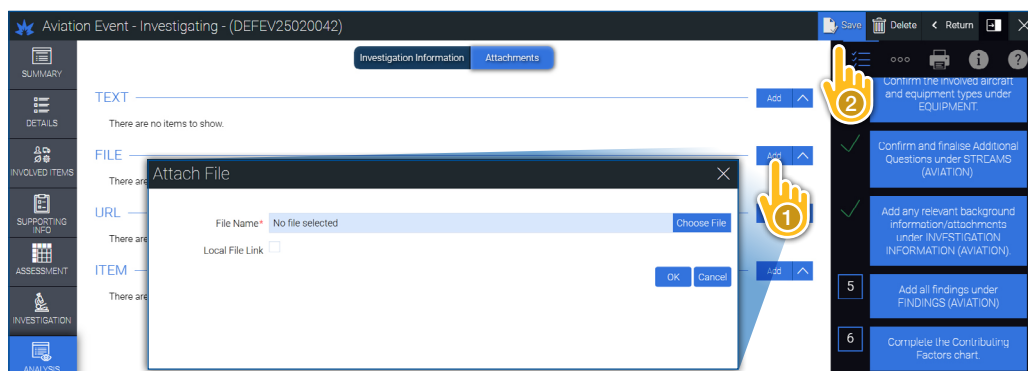 Aviation Event - Investigating - (DEFEV25020042)
Save
Delete
Return
SUMMARY
DETAILS
INVOLVED ITEMS
SUPPORTING
INFO
ASSESSMENT
INVESTIGATION
ANALYSIS
Investigation Information
Attachments
TEXT
Add
There are no items to show.
FILE
Add
There are
URL
There are
ITEM
Add
There are
Attach File
File Name*
No file selected
Choose File
Local File Link
OK
Cancel
1
2
Confirm the involved aircraft
and equipment types under
EQUIPMENT.
Confirm and finalise Additional
Questions under STREAMS
(AVIATION)
Add any relevant background
information/attachments
under INVESTIGATION
INFORMATION (AVIATION).
5
Add all findings under
FINDINGS (AVIATION)
6
Complete the Contributing
Factors chart.